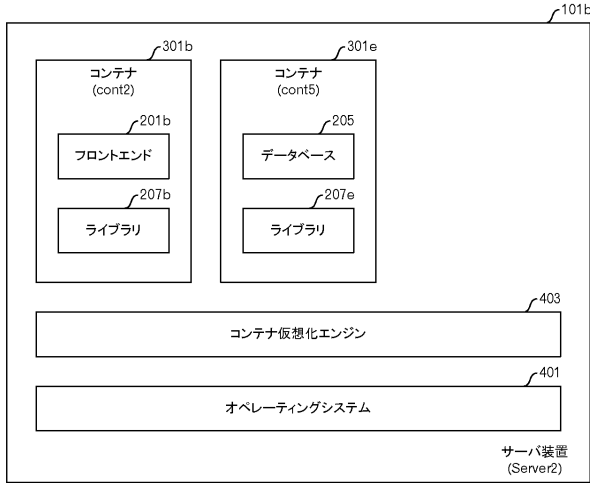 101b
301b
301e
コンテナ
(cont2)
コンテナ
(cont5)
201b
205
フロントエンド
データベース
207b
207e
ライブラリ
ライブラリ
403
コンテナ仮想化エンジン
401
オペレーティングシステム
サーバ装置
(Server2)